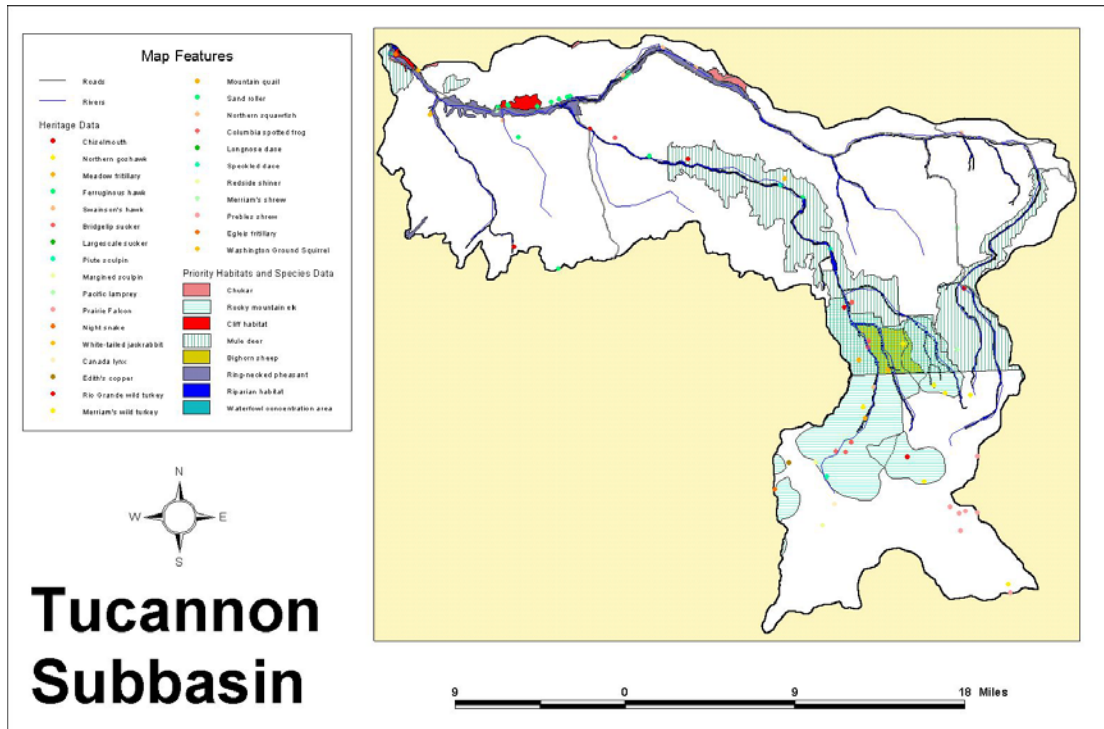 Map Features
Roads
Rivers
Heritage Data
Chiselmouth
Northern goshawk
Meadow fritillary
Ferruginous hawk
Swainson's hawk
Bridgelip sucker
Largescale sucker
Piute sculpin
Margined sculpin
Pacific lamprey
Prairie Falcon
Night snake
White-tailed jackrabbit
Canada lynx
Edith's copper
Rio Grande wild turkey
Merriam's wild turkey
Mountain quail
Sand roller
Northern squawfish
Columbia spotted frog
Longnose dace
Speckled dace
Redside shiner
Merriam's shrew
Prebles shrew
Egleis fritillary
Washington Ground Squirrel
Priority Habitats and Species Data
Chukar
Rocky mountain elk
Cliff habitat
Mule deer
Bighorn sheep
Ring-necked pheasant
Riparian habitat
Waterfowl concentration area
N
W
E
S
Tucannon
Subbasin
9 0 9 18 Miles